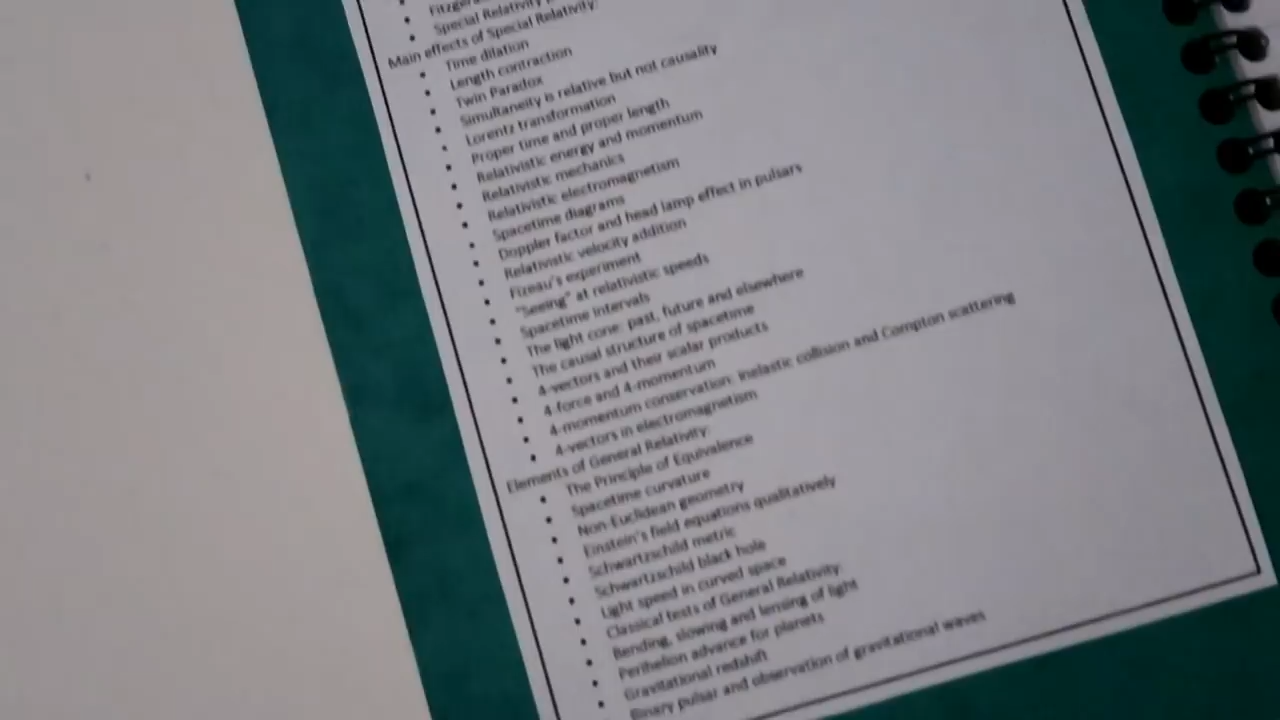 Special Relativity
Main effects of Special Relativity:
• Time dilation
• Length contraction
• Twin Paradox
• Simultaneity is relative but not causality
• Lorentz transformation
• Proper time and proper length
• Relativistic energy and momentum
• Relativistic mechanics
• Relativistic electromagnetism
• Spacetime diagrams
• Doppler factor and head lamp effect in pulsars
• Relativistic velocity addition
• Fizeau's experiment
• "Seeing" at relativistic speeds
• Spacetime intervals
• The light cone: past, future and elsewhere
• The causal structure of spacetime
• 4-vectors and their scalar products
• 4-force and 4-momentum
• 4-momentum conservation: inelastic collision and Compton scattering
• 4-vectors in electromagnetism
Elements of General Relativity:
• The Principle of Equivalence
• Spacetime curvature
• Non-Euclidean geometry
• Einstein's field equations qualitatively
• Schwartzschild metric
• Schwartzschild black hole
• Light speed in curved space
• Classical tests of General Relativity
• Bending, slowing and lensing of light
• Perihelion advance for planets
• Gravitational redshift
• Binary pulsar and observation of gravitational waves